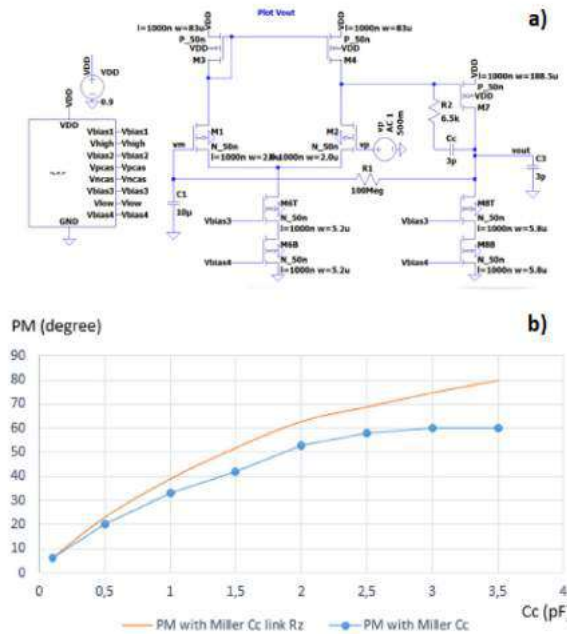 Plot Vout
a)
VDD
VDD
l=1000n w=83u
l=1000n w=83u
P_50n
P_50n
VDD
VDD
M3
M4
VDD
VDD
0.9
VDD
l=1000n w=188.5u
P_50n
VDD
M7
R2
6.5k
Cc
3p
vout
C3
3p
VDD
VDD
Vbias1
Vbias1
Vhigh
Vhigh
Vbias2
Vbias2
Vpcas
Vpcas
Vncas
Vncas
Vbias3
Vbias3
Vlow
Vlow
Vbias4
Vbias4
GND
vm
M1
N_50n
M2
N_50n
vp
vp
AC 1
500m
C1
10µ
R1
100Meg
Vbias3
M6T
N_50n
l=1000n w=5.2u
Vbias4
M6B
N_50n
l=1000n w=5.2u
Vbias3
M8T
N_50n
l=1000n w=5.8u
Vbias4
M8B
N_50n
l=1000n w=5.8u
b)
PM (degree)
90
80
70
60
50
40
30
20
10
0
0
0,5
1
1,5
2
2,5
3
3,5
4
Cc (pF)
PM with Miller Cc link Rz
PM with Miller Cc